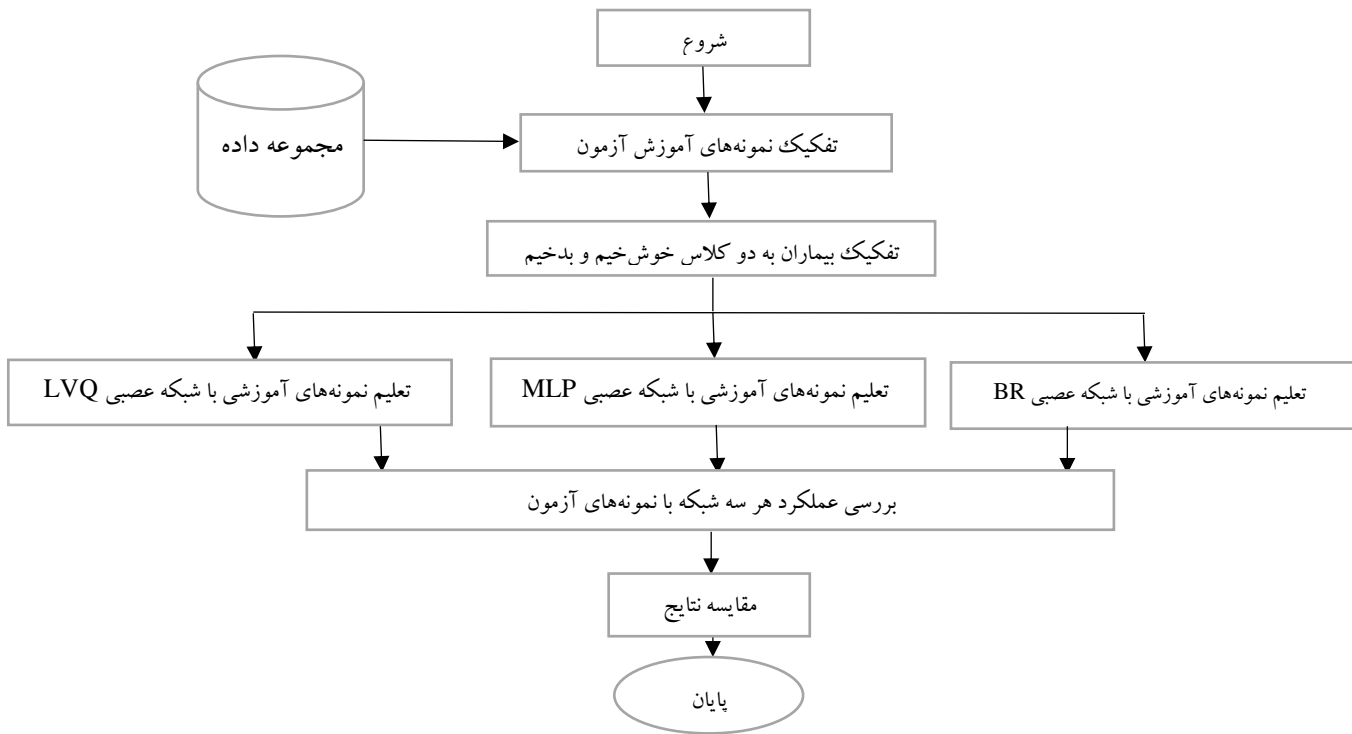 شروع
مجموعه داده
تفکیک نمونه‌های آموزش آزمون
تفکیک بیماران به دو کلاس خوش‌خیم و بدخیم
تعلیم نمونه‌های آموزشی با شبکه عصبی BR
تعلیم نمونه‌های آموزشی با شبکه عصبی MLP
تعلیم نمونه‌های آموزشی با شبکه عصبی LVQ
بررسی عملکرد هر سه شبکه با نمونه‌های آزمون
مقایسه نتایج
پایان